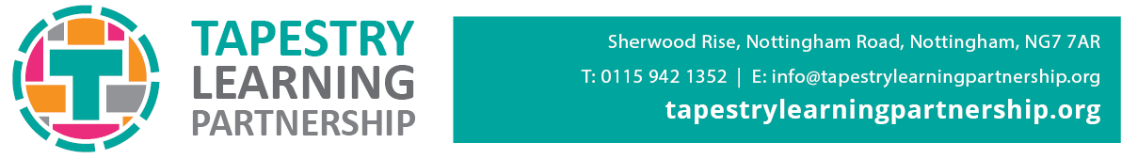 T
TAPESTRY
LEARNING
PARTNERSHIP
Sherwood Rise, Nottingham Road, Nottingham, NG7 7AR
T: 0115 942 1352 | E: info@tapestrylearningpartnership.org
tapestrylearningpartnership.org